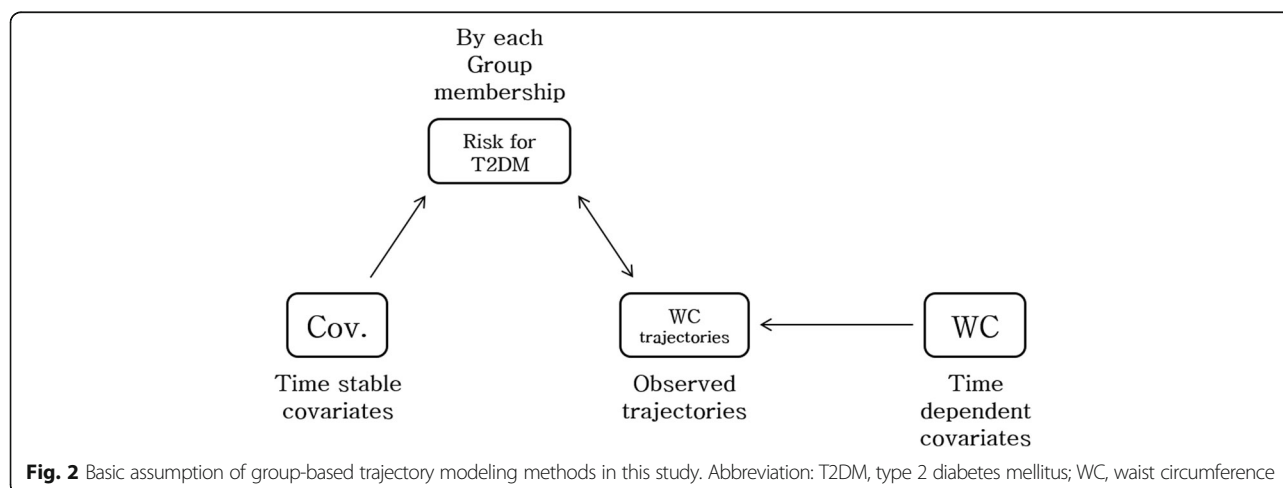 By each
Group
membership
Risk for
T2DM
Cov.
WC
trajectories
WC
Time stable
covariates
Observed
trajectories
Time
dependent
covariates
Fig. 2 Basic assumption of group-based trajectory modeling methods in this study. Abbreviation: T2DM, type 2 diabetes mellitus; WC, waist circumference